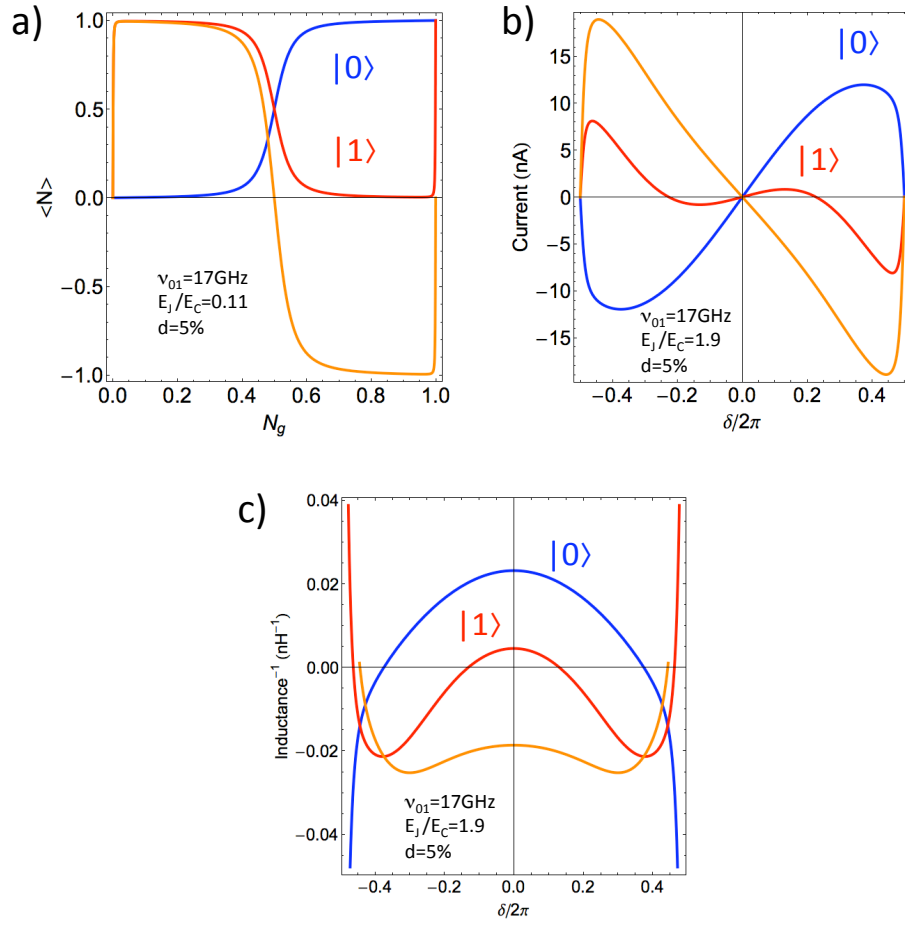 a)
1.0
0.5
0.0
−0.5
−1.0
<N>
|0⟩
|1⟩
ν01=17GHz
EJ/EC=0.11
d=5%
0.0 0.2 0.4 0.6 0.8 1.0
Ng
b)
15
10
5
0
−5
−10
−15
Current (nA)
|0⟩
|1⟩
ν01=17GHz
EJ/EC=1.9
d=5%
−0.4 −0.2 0.0 0.2 0.4
δ/2π
c)
0.04
0.02
0.00
−0.02
−0.04
Inductance⁻¹ (nH⁻¹)
|0⟩
|1⟩
ν01=17GHz
EJ/EC=1.9
d=5%
−0.4 −0.2 0.0 0.2 0.4
δ/2π